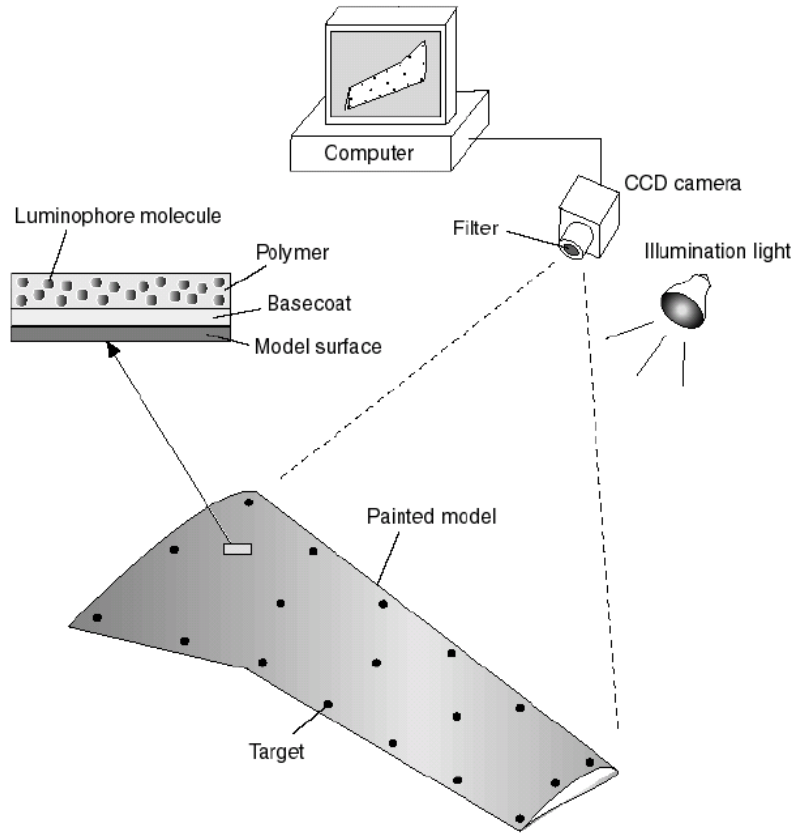 Computer
CCD camera
Luminophore molecule
Filter
Polymer
Illumination light
Basecoat
Model surface
Painted model
Target